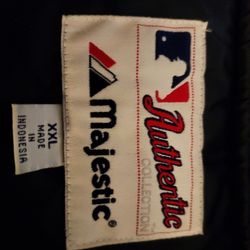 Authentic
COLLECTION
Majestic
XXL
MADE
IN
INDONESIA